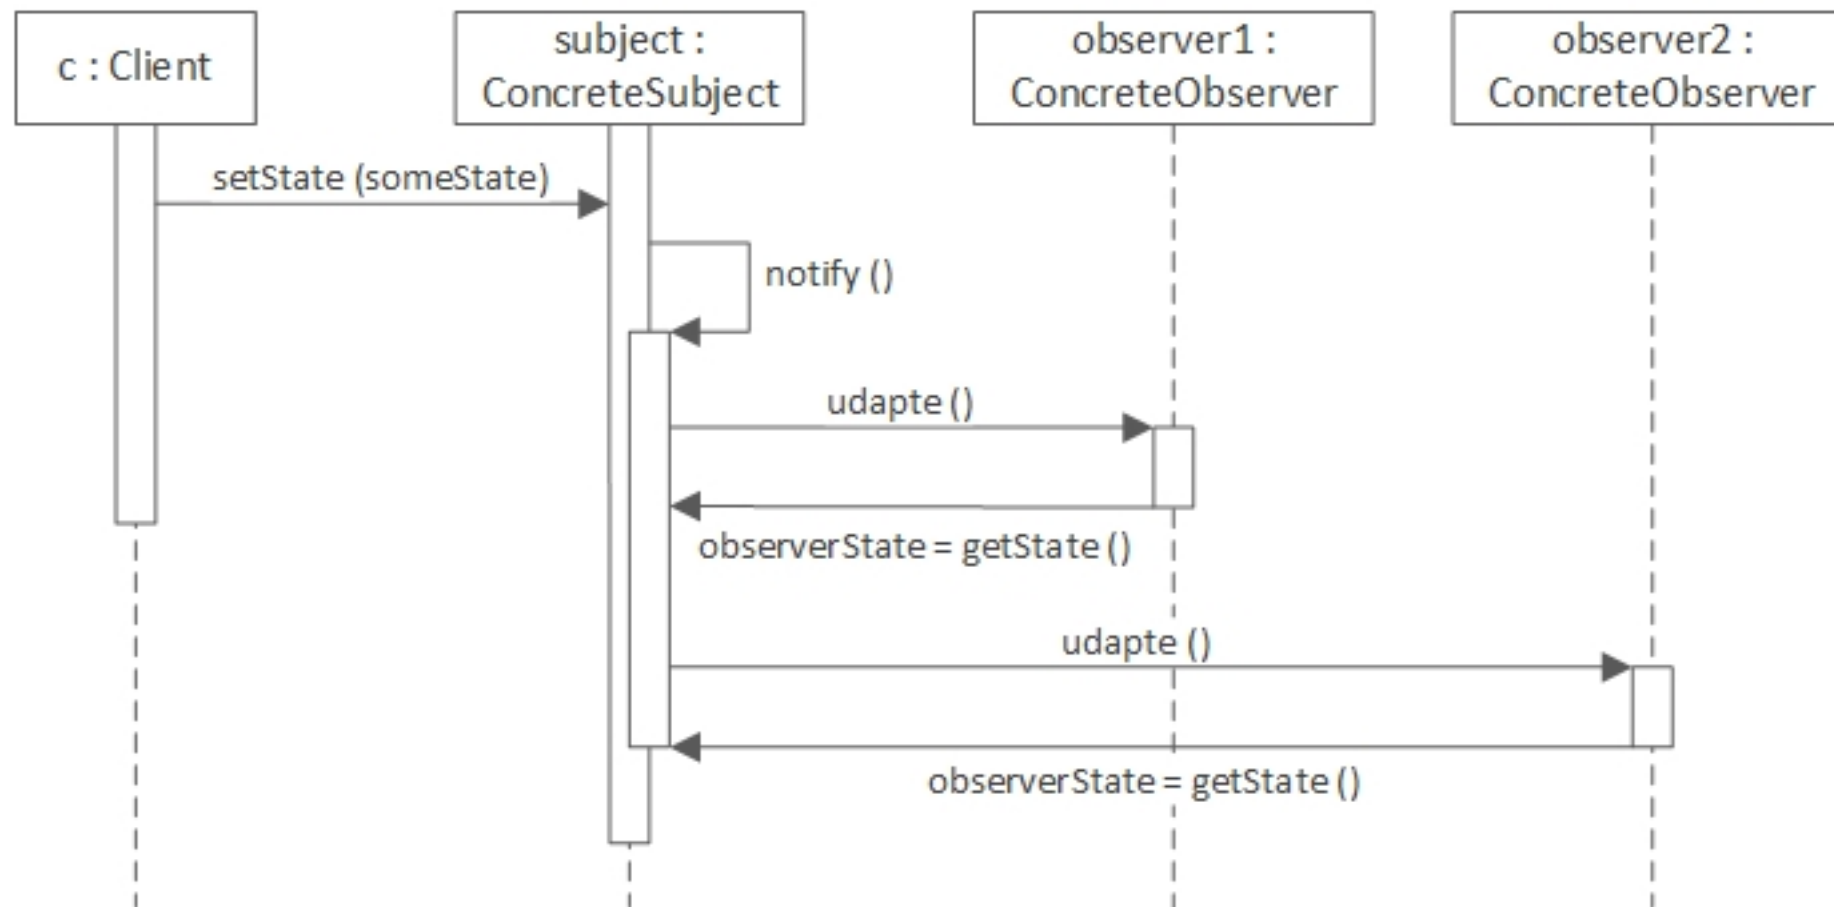 c : Client
subject :
ConcreteSubject
observer1 :
ConcreteObserver
observer2 :
ConcreteObserver
setState (someState)
notify ()
udapte ()
observerState = getState ()
udapte ()
observerState = getState ()